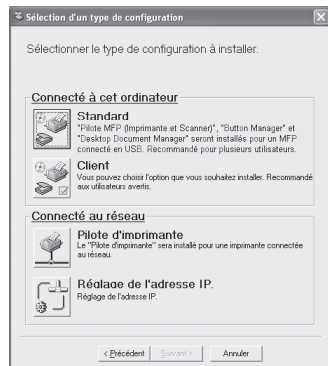 Sélection d'un type de configuration
Sélectionner le type de configuration à installer.
Connecté à cet ordinateur
Standard
"Pilote MFP (Imprimante et Scanner)", "Button Manager" et
"Desktop Document Manager" seront installés pour un MFP
connecté en USB. Recommandé pour plusieurs utilisateurs.
Client
Vous pouvez choisir l'option que vous souhaitez installer. Recommandé
aux utilisateurs avertis.
Connecté au réseau
Pilote d'imprimante
Le "Pilote d'imprimante" sera installé pour une imprimante connectée
au réseau.
Réglage de l'adresse IP.
Réglage de l'adresse IP.
< Précédent Suivant > Annuler